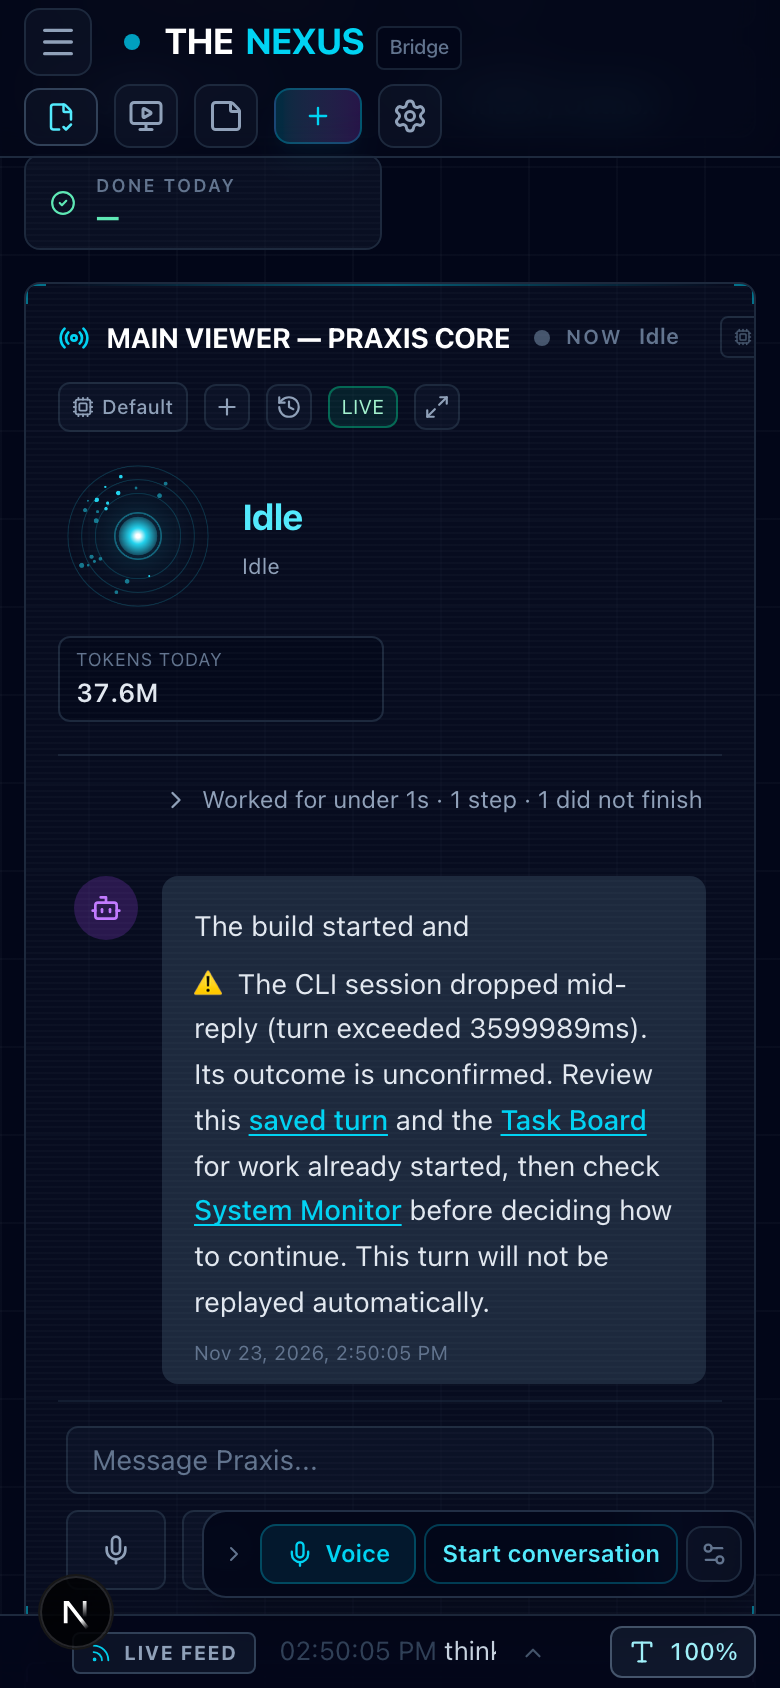 THE NEXUS Bridge
DONE TODAY
—
MAIN VIEWER — PRAXIS CORE NOW Idle
Default LIVE
Idle
Idle
TOKENS TODAY
37.6M
Worked for under 1s · 1 step · 1 did not finish
The build started and
⚠️ The CLI session dropped mid-
reply (turn exceeded 3599989ms).
Its outcome is unconfirmed. Review
this saved turn and the Task Board
for work already started, then check
System Monitor before deciding how
to continue. This turn will not be
replayed automatically.
Nov 23, 2026, 2:50:05 PM
Message Praxis...
Voice Start conversation
N
LIVE FEED 02:50:05 PM think 100%